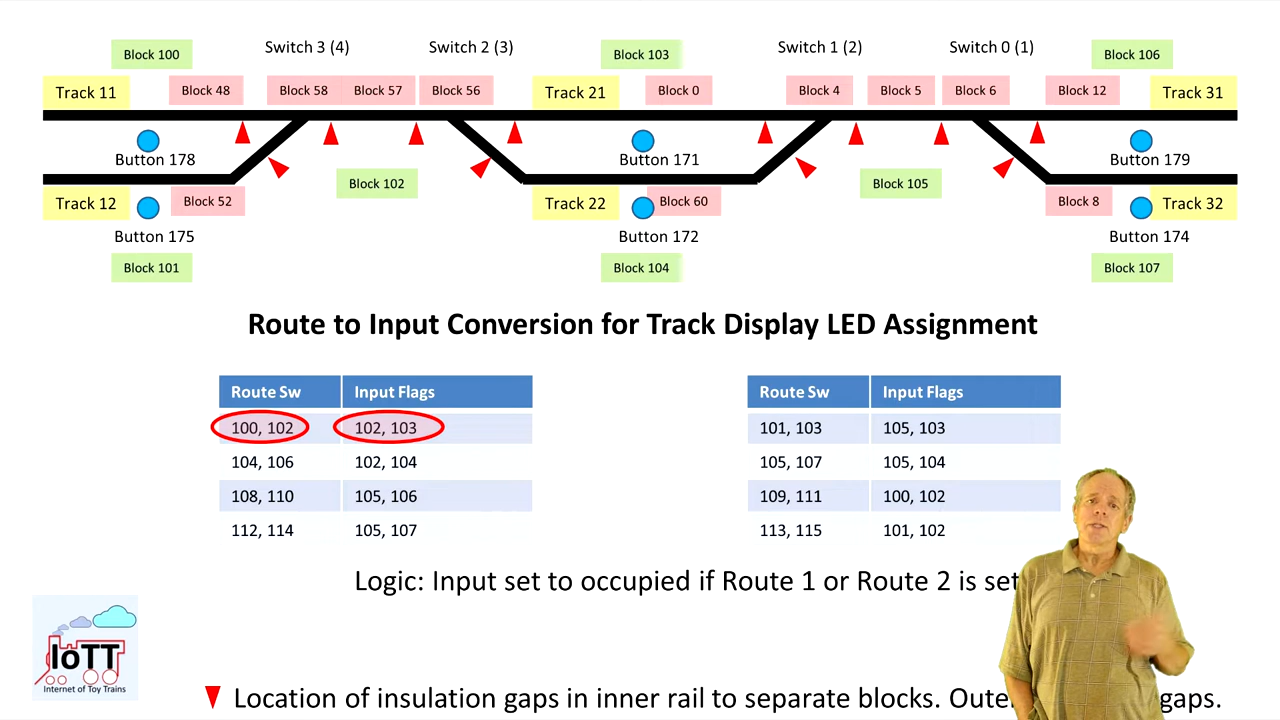 Switch 3 (4) Switch 2 (3) Switch 1 (2) Switch 0 (1)
Block 100 Block 103 Block 106
Track 11 Block 48 Block 58 Block 57 Block 56 Track 21 Block 0 Block 4 Block 5 Block 6 Block 12 Track 31
Button 178 Button 171 Button 179
Block 102 Block 105
Track 12 Block 52 Track 22 Block 60 Block 8 Track 32
Button 175 Button 172 Button 174
Block 101 Block 104 Block 107
Route to Input Conversion for Track Display LED Assignment
Route Sw Input Flags
100, 102 102, 103
104, 106 102, 104
108, 110 105, 106
112, 114 105, 107
Route Sw Input Flags
101, 103 105, 103
105, 107 105, 104
109, 111 100, 102
113, 115 101, 102
Logic: Input set to occupied if Route 1 or Route 2 is set
IoTT
Internet of Toy Trains
Location of insulation gaps in inner rail to separate blocks. gaps.